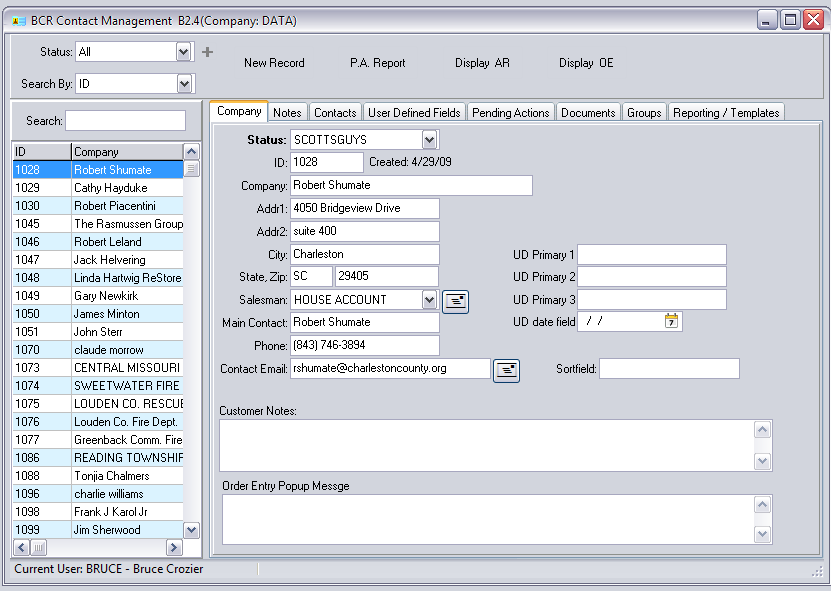 BCR Contact Management B2.4(Company: DATA)
Status: All
New Record P.A. Report Display AR Display OE
Search By: ID
Search:
Company Notes Contacts User Defined Fields Pending Actions Documents Groups Reporting / Templates
ID Company
1028 Robert Shumate
1029 Cathy Hayduke
1030 Robert Piacentini
1045 The Rasmussen Group
1046 Robert Leland
1047 Jack Helvering
1048 Linda Hartwig ReStore
1049 Gary Newkirk
1050 James Minton
1051 John Sterr
1070 claude morrow
1073 CENTRAL MISSOURI
1074 SWEETWATER FIRE
1075 LOUDEN CO. RESCUE
1076 Louden Co. Fire Dept.
1077 Greenback Comm. Fire
1086 READING TOWNSHIP
1088 Tonjia Chalmers
1096 charlie williams
1098 Frank J Karol Jr
1099 Jim Sherwood
Status: SCOTTSGUYS
ID: 1028 Created: 4/29/09
Company: Robert Shumate
Addr1: 4050 Bridgeview Drive
Addr2: suite 400
City: Charleston UD Primary 1
State, Zip: SC 29405 UD Primary 2
Salesman: HOUSE ACCOUNT UD Primary 3
Main Contact: Robert Shumate UD date field / / 7
Phone: (843) 746-3894
Contact Email: rshumate@charlestoncounty.org Sortfield:
Customer Notes:
Order Entry Popup Messge
Current User: BRUCE - Bruce Crozier